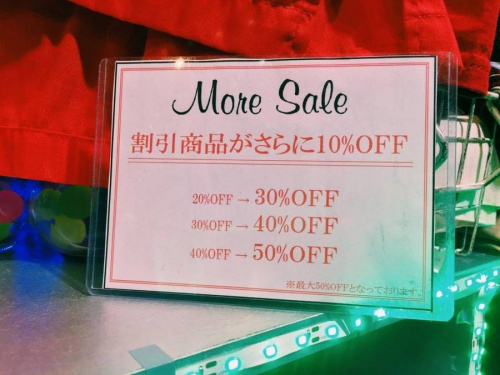 More Sale
割引商品がさらに10%OFF
20%OFF → 30%OFF
30%OFF → 40%OFF
40%OFF → 50%OFF
※最大50%OFFとなっております。